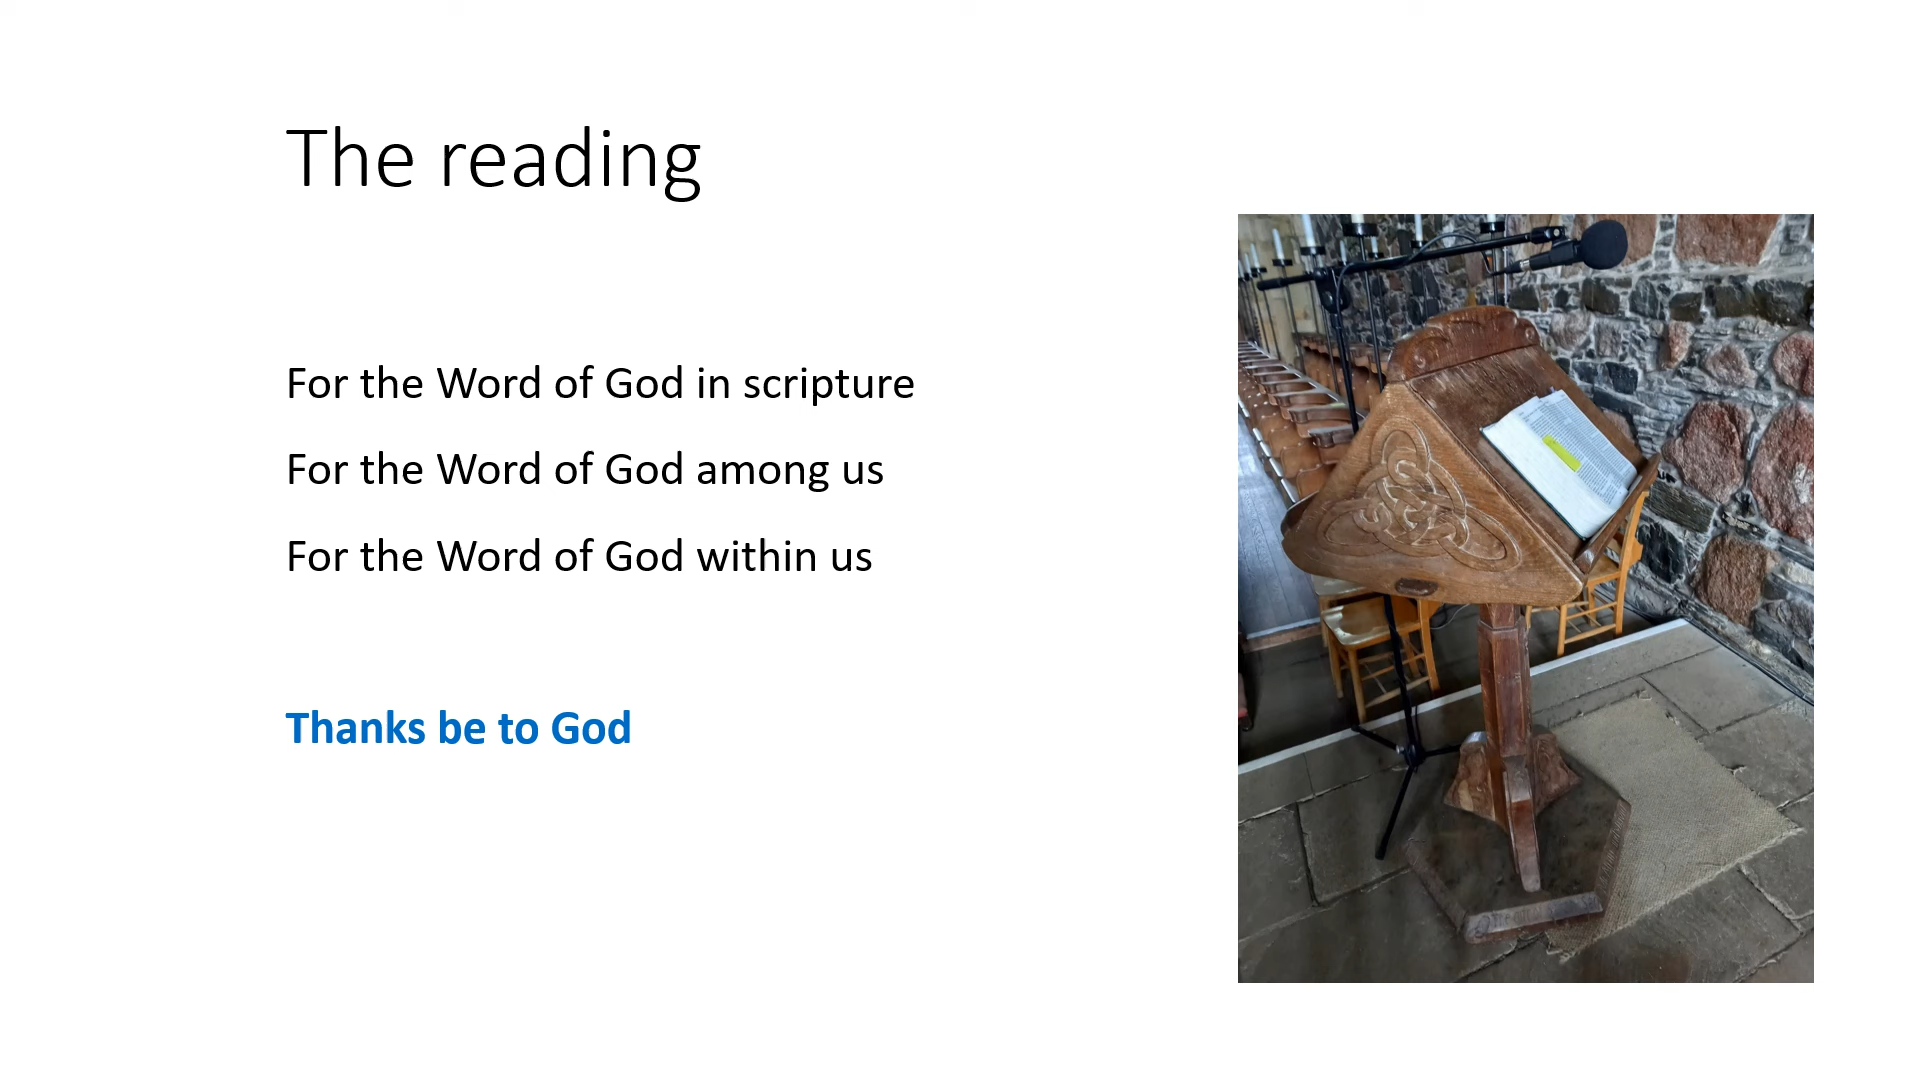 The reading
For the Word of God in scripture
For the Word of God among us
For the Word of God within us
Thanks be to God